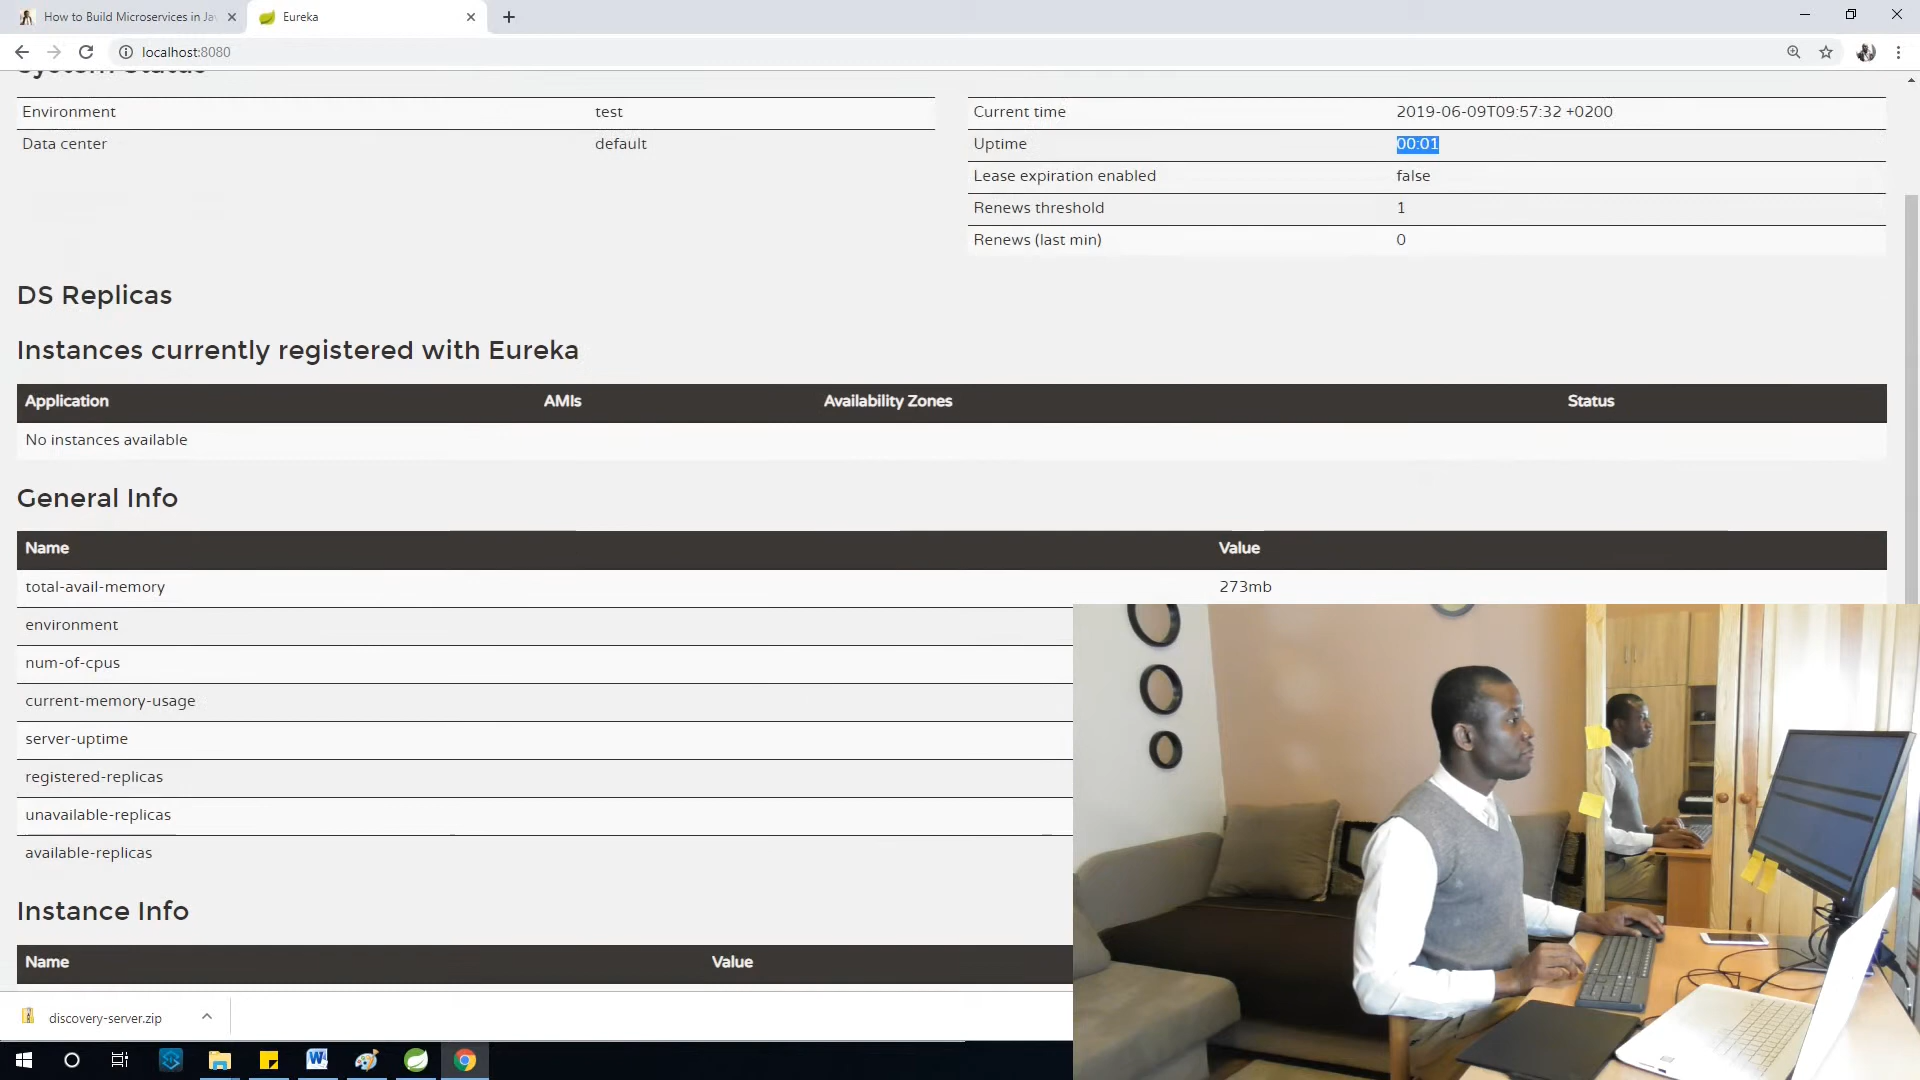 How to Build Microservices in Ja
Eureka
localhost:8080
System Status
Environment test
Data center default
Current time 2019-06-09T09:57:32 +0200
Uptime 00:01
Lease expiration enabled false
Renews threshold 1
Renews (last min) 0
DS Replicas
Instances currently registered with Eureka
Application AMIs Availability Zones Status
No instances available
General Info
Name Value
total-avail-memory 273mb
environment
num-of-cpus
current-memory-usage
server-uptime
registered-replicas
unavailable-replicas
available-replicas
Instance Info
Name Value
discovery-server.zip